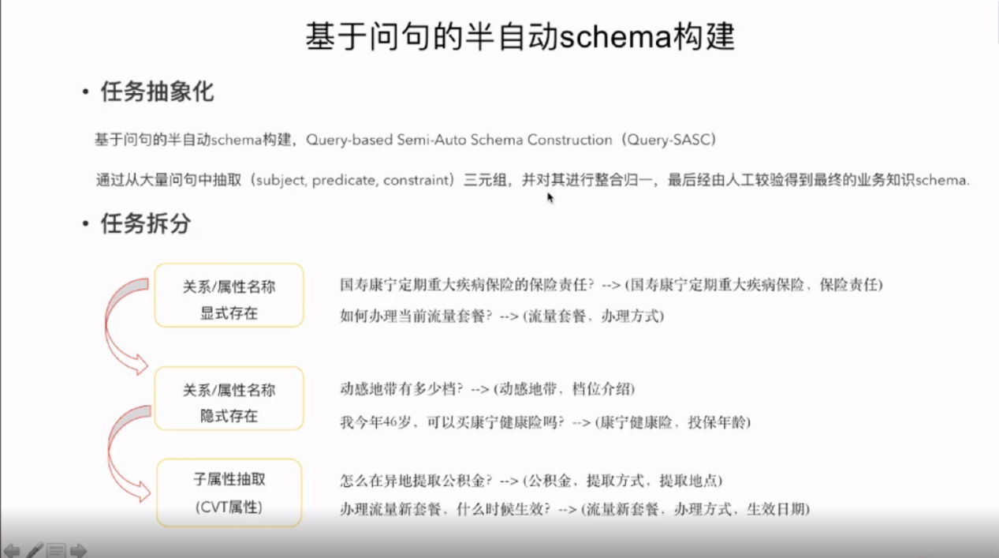 基于问句的半自动schema构建
• 任务抽象化
基于问句的半自动schema构建，Query-based Semi-Auto Schema Construction（Query-SASC）
通过从大量问句中抽取（subject, predicate, constraint）三元组，并对其进行整合归一，最后经由人工较验得到最终的业务知识schema.
• 任务拆分
关系/属性名称
显式存在
国寿康宁定期重大疾病保险的保险责任? --> (国寿康宁定期重大疾病保险，保险责任)
如何办理当前流量套餐? --> (流量套餐，办理方式)
关系/属性名称
隐式存在
动感地带有多少档? --> (动感地带，档位介绍)
我今年46岁，可以买康宁健康险吗? --> (康宁健康险，投保年龄)
子属性抽取
(CVT属性)
怎么在异地提取公积金? --> (公积金，提取方式，提取地点)
办理流量新套餐，什么时候生效? --> (流量新套餐，办理方式，生效日期)